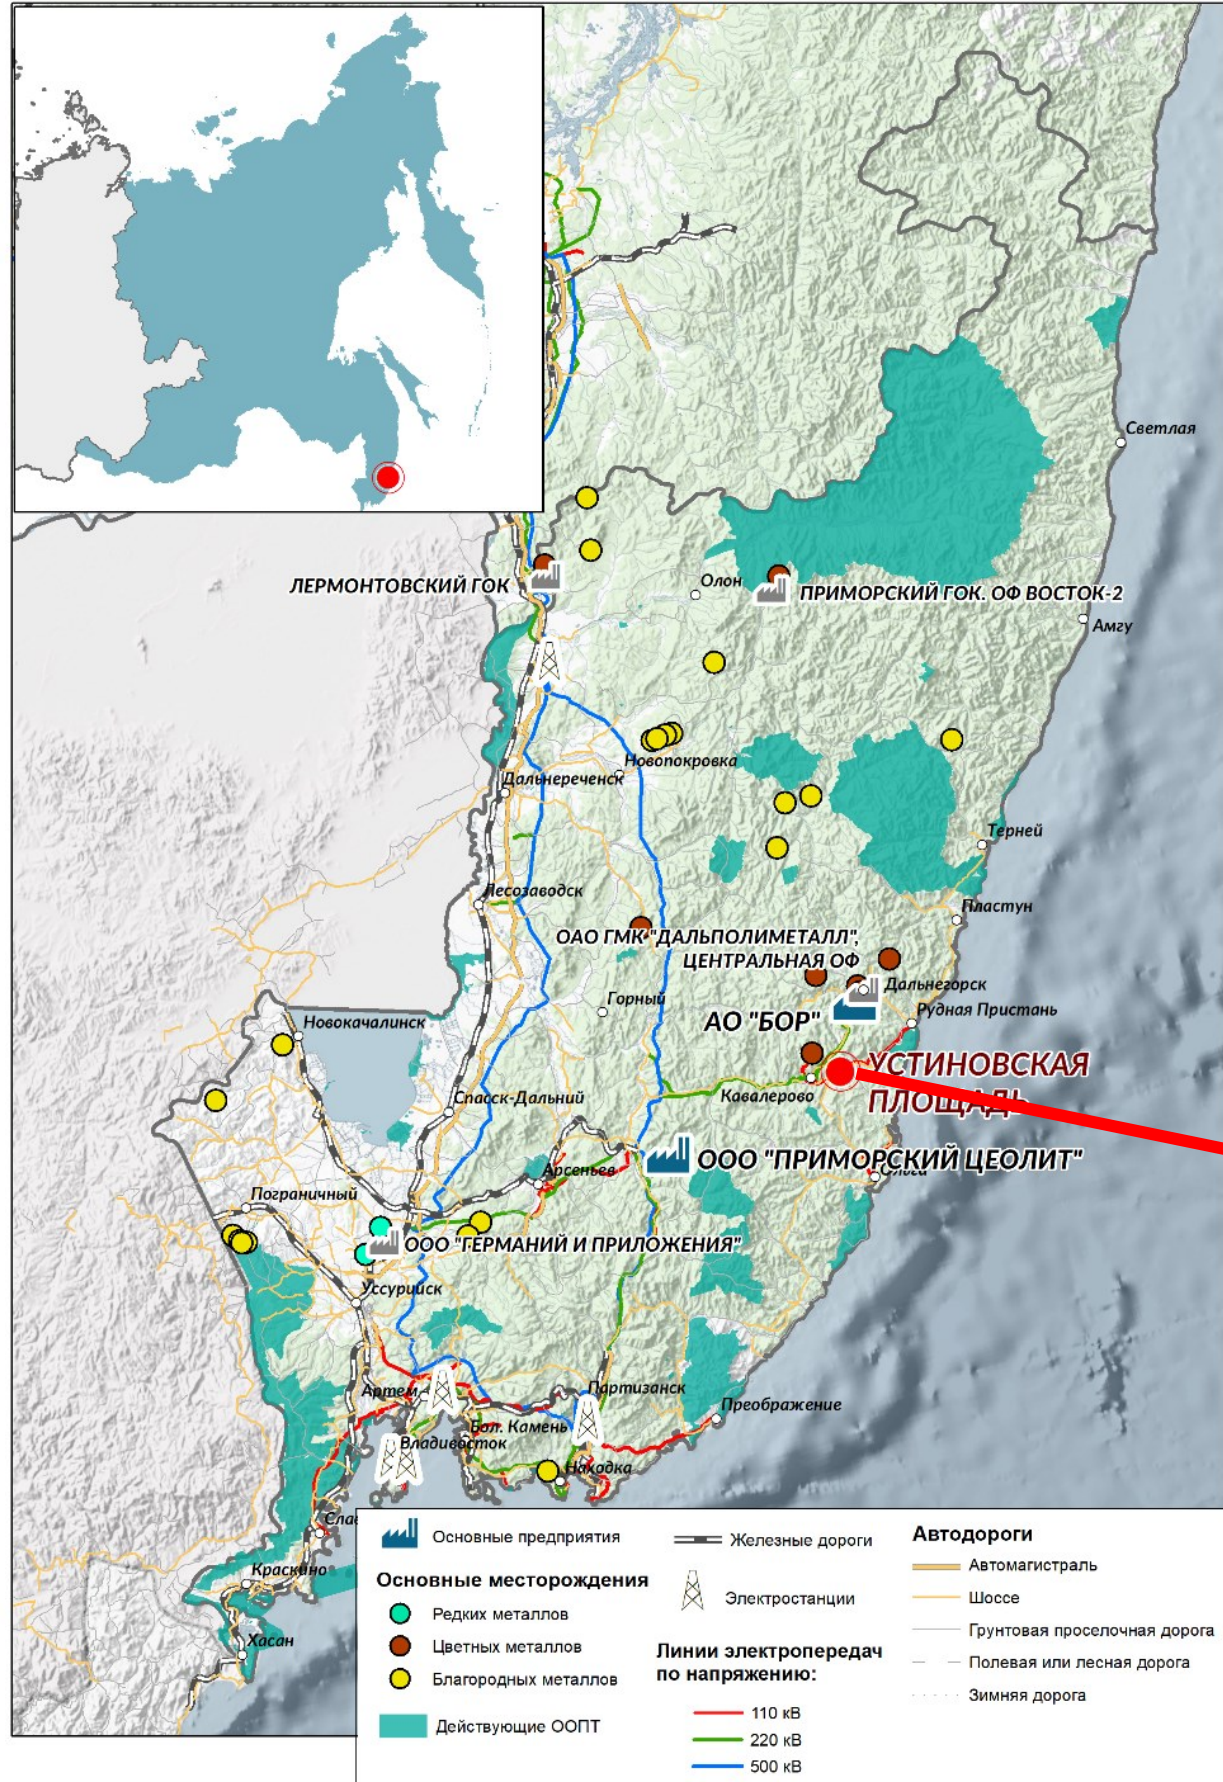 Светлая
ЛЕРМОНТОВСКИЙ ГОК
Олон
ПРИМОРСКИЙ ГОК. ОФ ВОСТОК-2
Амгу
Новопокровка
Дальнереченск
Терней
Лесозаводск
Пластун
ОАО ГМК "ДАЛЬПОЛИМЕТАЛЛ",
ЦЕНТРАЛЬНАЯ ОФ
Дальнегорск
Горный
АО "БОР"
Рудная Пристань
Новокачалинск
УСТИНОВСКАЯ
ПЛОЩАДЬ
Кавалерово
Спасск-Дальний
ООО "ПРИМОРСКИЙ ЦЕОЛИТ"
Арсеньев
Ольга
Пограничный
ООО "ГЕРМАНИЙ И ПРИЛОЖЕНИЯ"
Уссурийск
Артем
Партизанск
Преображение
Бол. Камень
Владивосток
Находка
Слав
Краскино
Хасан
Основные предприятия
Основные месторождения
Редких металлов
Цветных металлов
Благородных металлов
Действующие ООПТ
Железные дороги
Электростанции
Линии электропередач
по напряжению:
110 кВ
220 кВ
500 кВ
Автодороги
Автомагистраль
Шоссе
Грунтовая проселочная дорога
Полевая или лесная дорога
Зимняя дорога